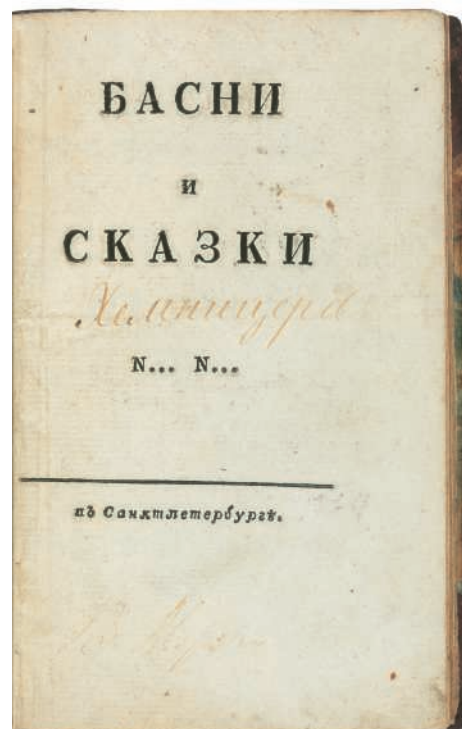 БАСНИ
И
СКАЗКИ
Хемницера
N... N...
въ Санктпетербургѣ.